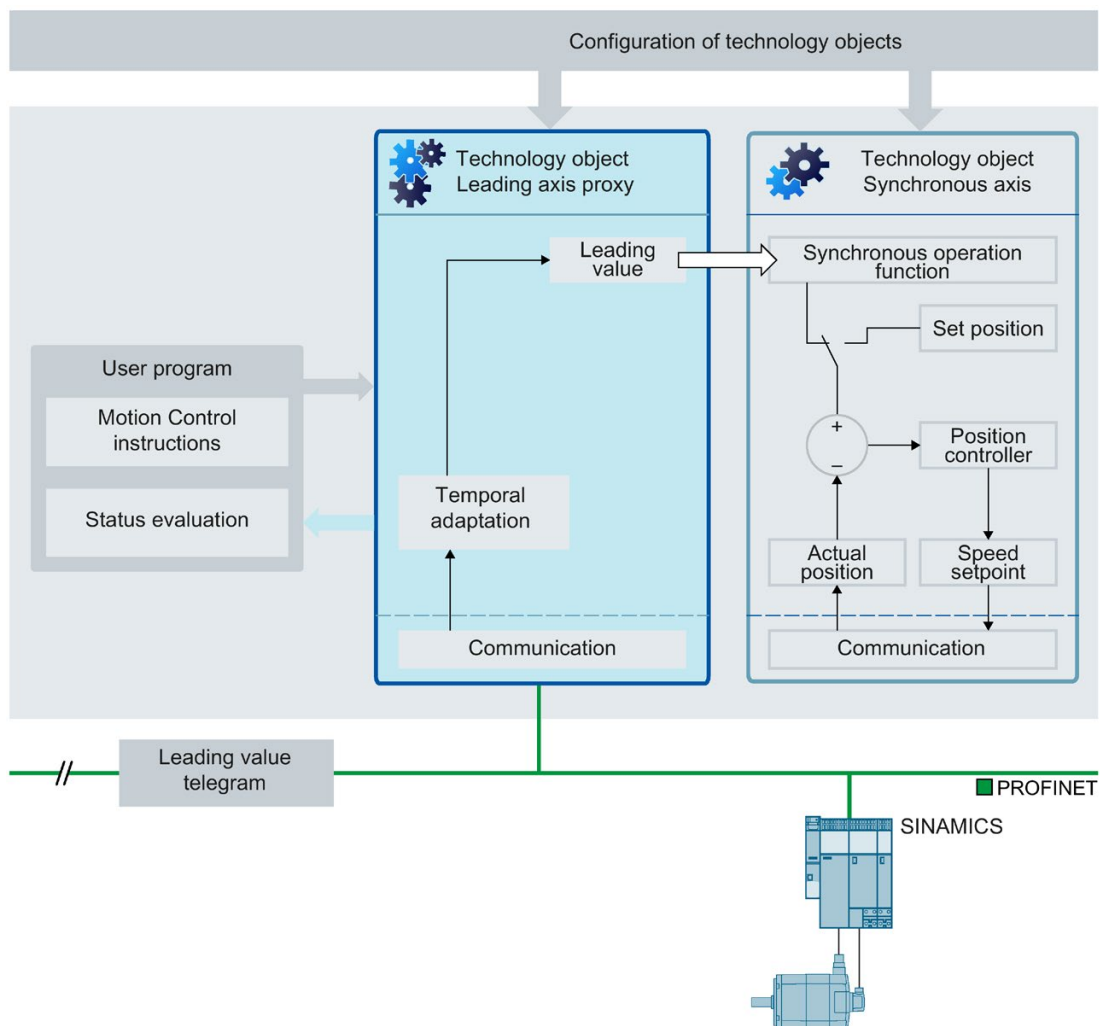 Configuration of technology objects
Technology object
Leading axis proxy
Technology object
Synchronous axis
Leading
value
Synchronous operation
function
Set position
User program
Motion Control
instructions
+
−
Position
controller
Temporal
adaptation
Status evaluation
Actual
position
Speed
setpoint
Communication
Communication
Leading value
telegram
PROFINET
SINAMICS